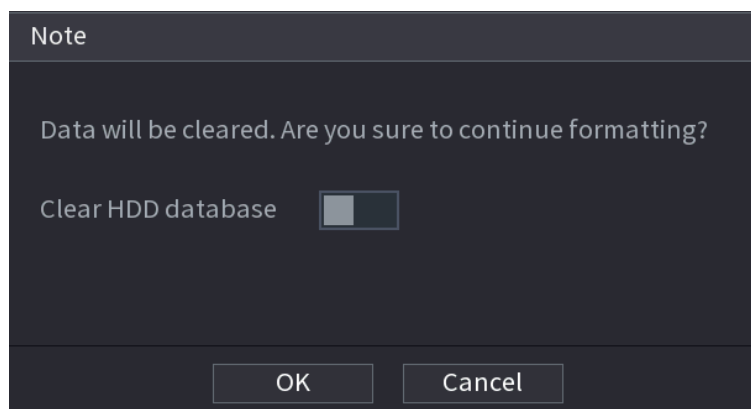 Note
Data will be cleared. Are you sure to continue formatting?
Clear HDD database
OK
Cancel